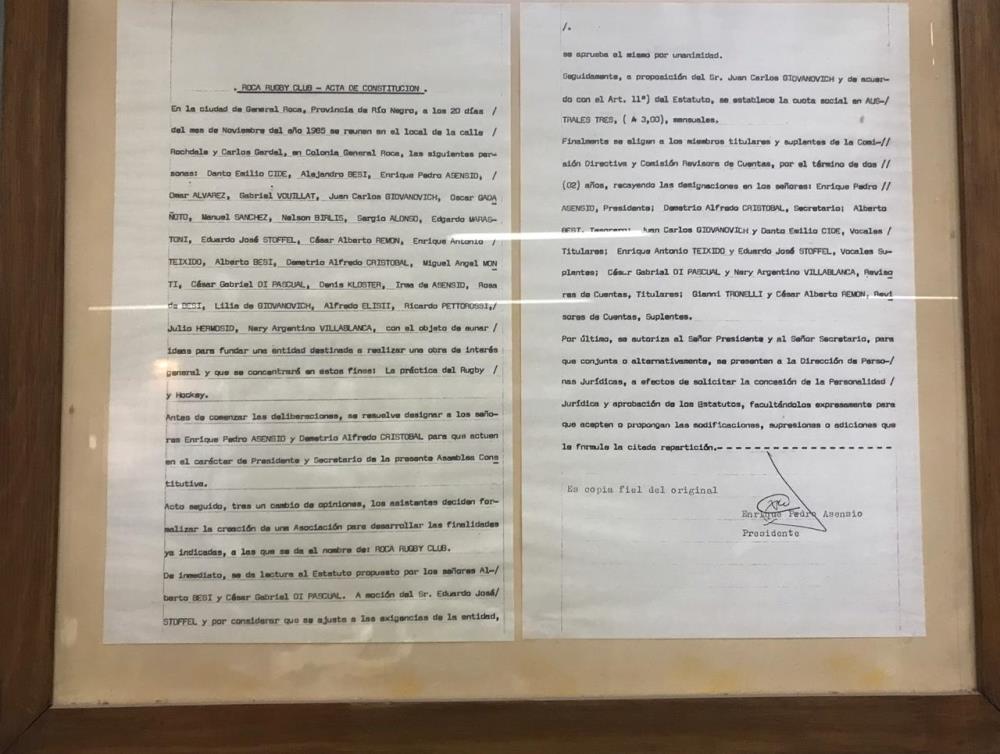 . ROCA RUGBY CLUB - ACTA DE CONSTITUCION .
En la ciudad de General Roca, Provincia de Río Negro, a los 20 días /
del mes de Noviembre del año 1985 se reunen en el local de la calle /
Rochdale y Carlos Gardel, en Colonia General Roca, las siguientes per-
sonas: Danto Emilio CIDE, Alejandro BESI, Enrique Pedro ASENSIO, /
Omar ALVAREZ, Gabriel VOUILLAT, Juan Carlos GIOVANOVICH, Oscar GADA
ÑOTO, Manuel SANCHEZ, Nelson BIRLIS, Sergio ALONSO, Edgardo MARAS-
TONI, Eduardo José STOFFEL, César Alberto REMON, Enrique Antonio /
TEIXIDO, Alberto BESI, Demetrio Alfredo CRISTOBAL, Miguel Angel MON
TI, César Gabriel DI PASCUAL, Denis KLOSTER, Irma de ASENSIO, Rosa
de BESI, Lilia de GIOVANOVICH, Alfredo ELISII, Ricardo PETTOROSSI,/
Julio HERMOSID, Nery Argentino VILLABLANCA, con el objeto de aunar /
ideas para fundar una entidad destinada a realizar una obra de interés
general y que se concentrará en estos fines: La práctica del Rugby /
y Hockey.
Antes de comenzar las deliberaciones, se resuelve designar a los seño-
res Enrique Pedro ASENSIO y Demetrio Alfredo CRISTOBAL para que actuen
en el carácter de Presidente y Secretario de la presente Asamblea Cons
titutiva.
Acto seguido, tras un cambio de opiniones, los asistentes deciden for-
malizar la creación de una Asociación para desarrollar las finalidades
ya indicadas, a las que se da el nombre de: ROCA RUGBY CLUB.
De inmediato, se da lectura al Estatuto propuesto por los señores Al-/
berto BESI y César Gabriel DI PASCUAL. A moción del Sr. Eduardo José/
STOFFEL y por considerar que se ajusta a las exigencias de la entidad,
/.
se aprueba el mismo por unanimidad.
Seguidamente, a proposición del Sr. Juan Carlos GIOVANOVICH y de acuer-
do con el Art. 11º) del Estatuto, se establece la cuota social en AUS-
TRALES TRES, ( A 3,00), mensuales.
Finalmente se eligen a los miembros titulares y suplentes de la Comi-//
sión Directiva y Comisión Revisora de Cuentas, por el término de dos //
(02) años, recayendo las designaciones en los señores: Enrique Pedro //
ASENSIO, Presidente; Demetrio Alfredo CRISTOBAL, Secretario; Alberto
BESI, Tesorero; Juan Carlos GIOVANOVICH y Danto Emilio CIDE, Vocales /
Titulares; Enrique Antonio TEIXIDO y Eduardo José STOFFEL, Vocales Su-
plentes; César Gabriel DI PASCUAL y Nery Argentino VILLABLANCA, Reviso
res de Cuentas, Titulares; Gianni TRONELLI y César Alberto REMON, Revi
sores de Cuentas, Suplentes.
Por último, se autoriza al Señor Presidente y al Señor Secretario, para
que conjunta o alternativamente, se presenten a la Dirección de Perso-/
nas Jurídicas, a efectos de solicitar la concesión de la Personalidad /
Jurídica y aprobación de los Estatutos, facultándolos expresamente para
que acepten o propongan las modificaciones, supresiones o adiciones que
le formule la citada repartición.-------------------------
Es copia fiel del original
Enrique Pedro Asensio
Presidente